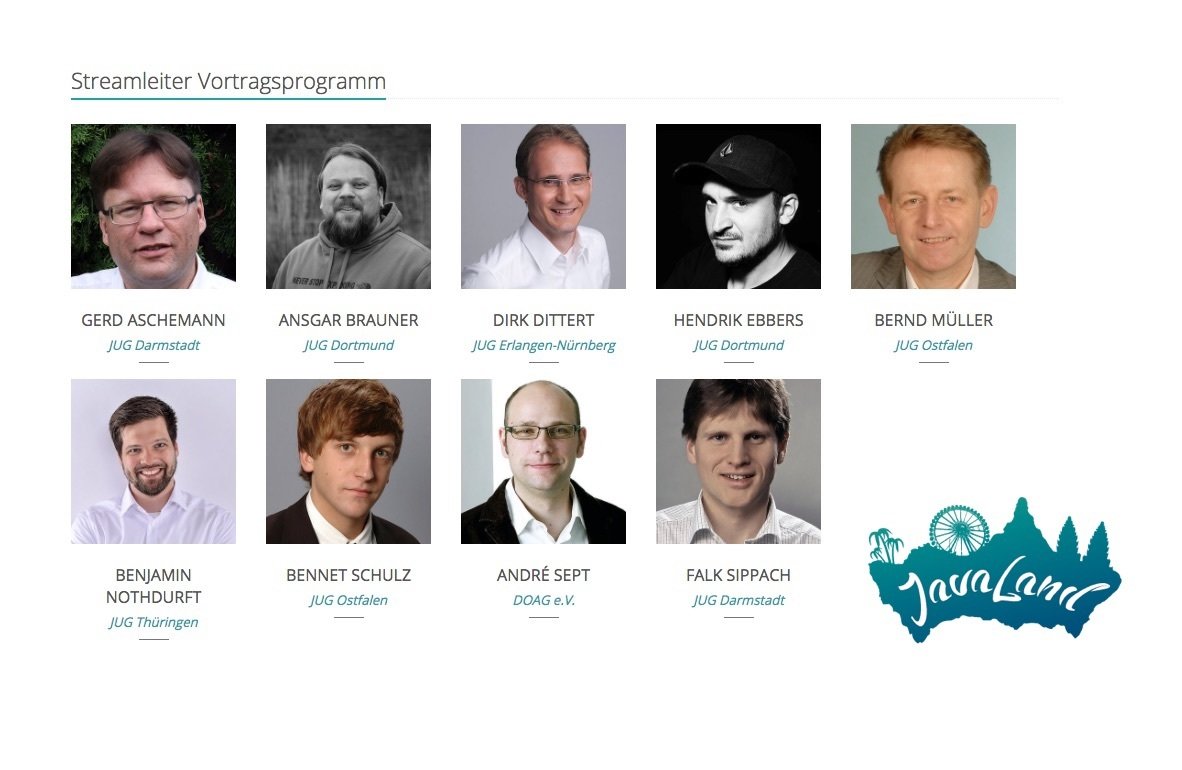 Streamleiter Vortragsprogramm
GERD ASCHEMANN
JUG Darmstadt
ANSGAR BRAUNER
JUG Dortmund
DIRK DITTERT
JUG Erlangen-Nürnberg
HENDRIK EBBERS
JUG Dortmund
BERND MÜLLER
JUG Ostfalen
BENJAMIN
NOTHDURFT
JUG Thüringen
BENNET SCHULZ
JUG Ostfalen
ANDRÉ SEPT
DOAG e.V.
FALK SIPPACH
JUG Darmstadt
JavaLand
NEVER STOP